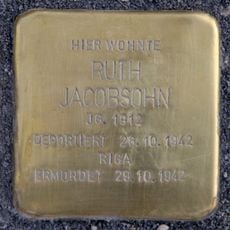 HIER WOHNTE
RUTH
JACOBSOHN
JG. 1912
DEPORTIERT 26.10.1942
RIGA
ERMORDET 29.10.1942